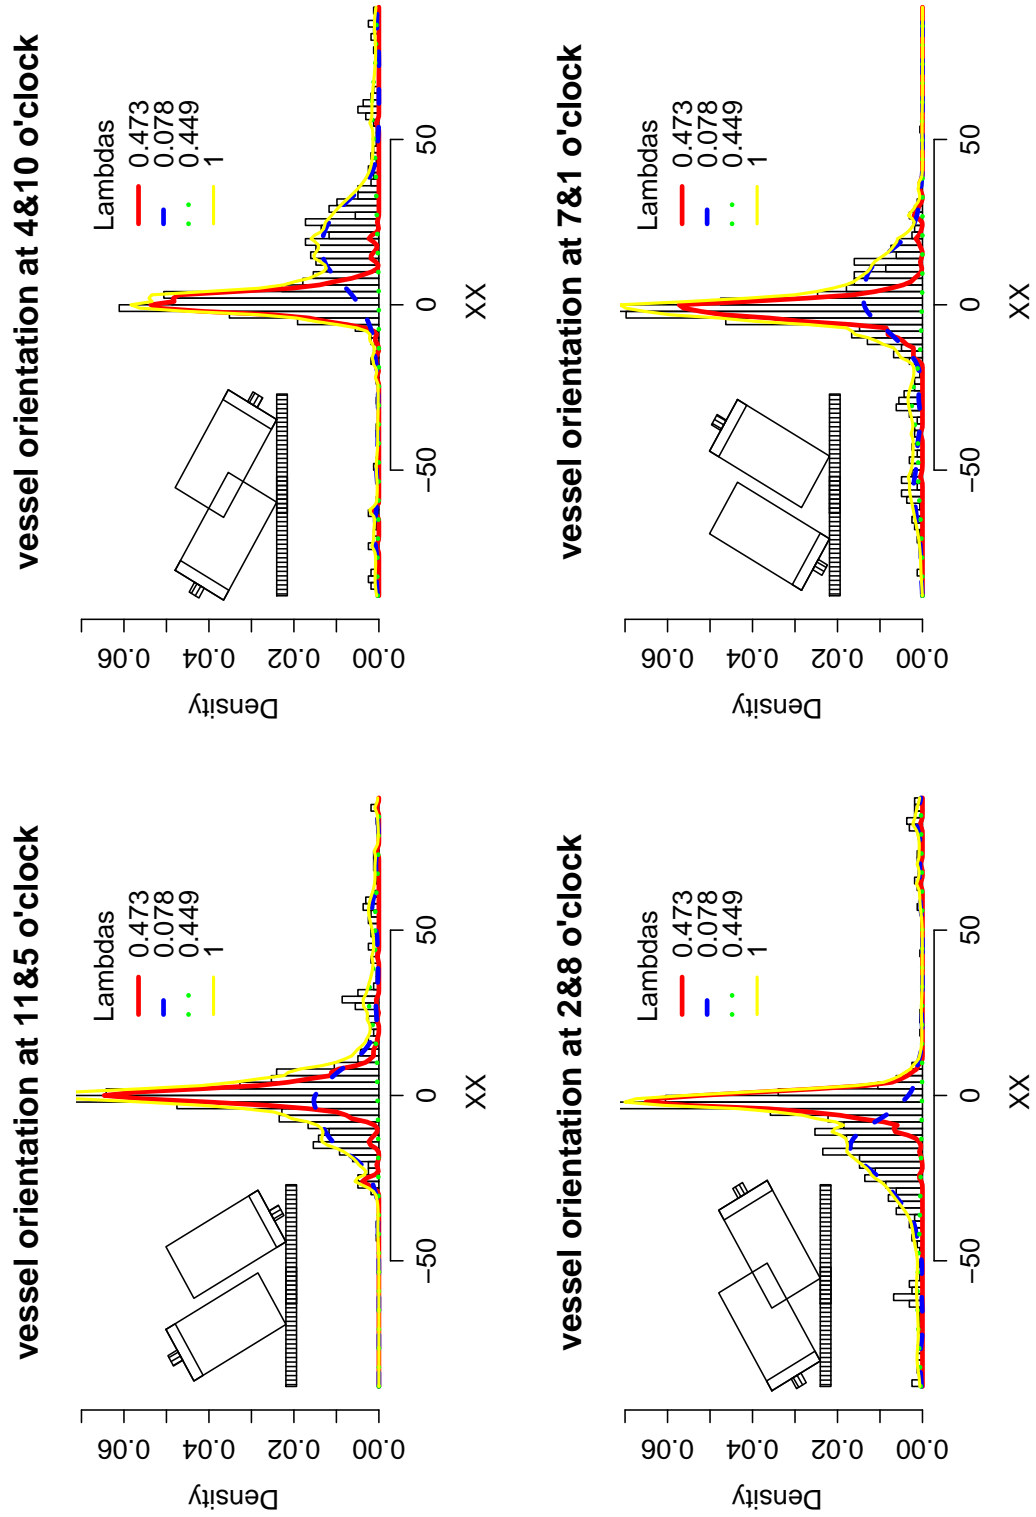 vessel orientation at 11&5 o'clock
Lambdas
0.473
0.078
0.449
1
Density
0.00
0.02
0.04
0.06
−50
0
50
XX
vessel orientation at 4&10 o'clock
Lambdas
0.473
0.078
0.449
1
Density
0.00
0.02
0.04
0.06
−50
0
50
XX
vessel orientation at 2&8 o'clock
Lambdas
0.473
0.078
0.449
1
Density
0.00
0.02
0.04
0.06
−50
0
50
XX
vessel orientation at 7&1 o'clock
Lambdas
0.473
0.078
0.449
1
Density
0.00
0.02
0.04
0.06
−50
0
50
XX